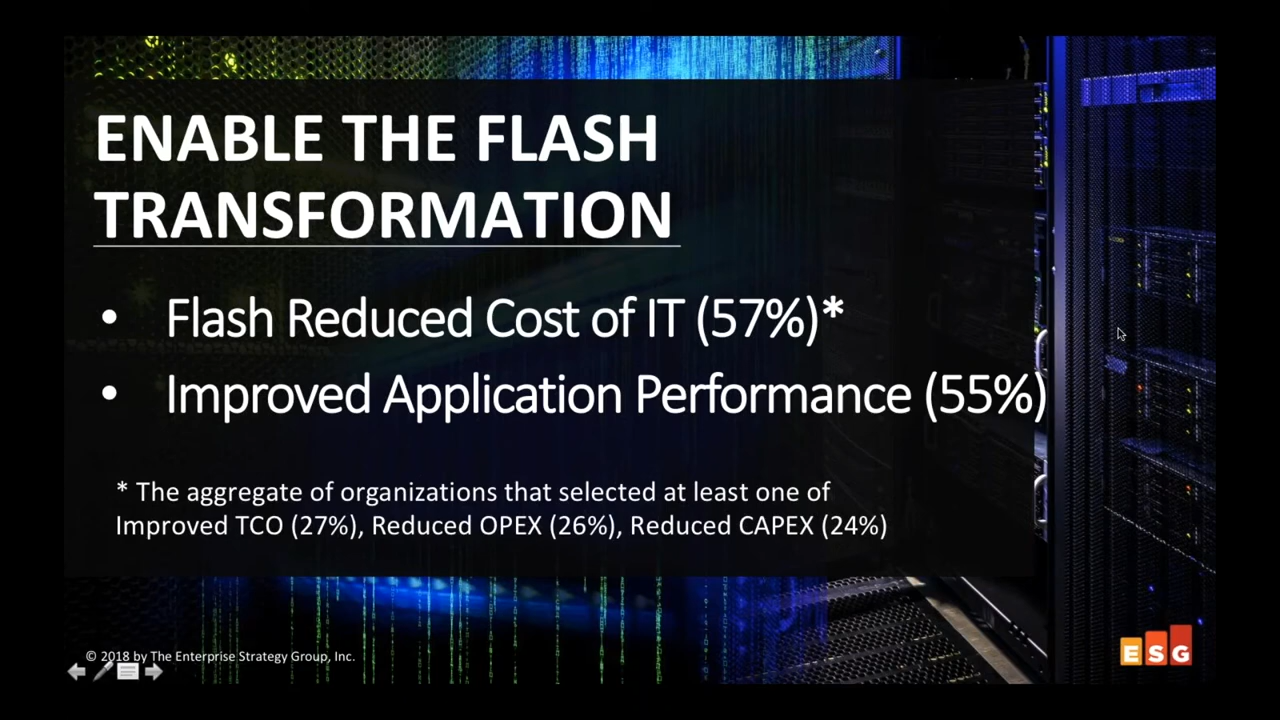 ENABLE THE FLASH
TRANSFORMATION
• Flash Reduced Cost of IT (57%)*
• Improved Application Performance (55%)
* The aggregate of organizations that selected at least one of
Improved TCO (27%), Reduced OPEX (26%), Reduced CAPEX (24%)
© 2018 by The Enterprise Strategy Group, Inc.
ESG